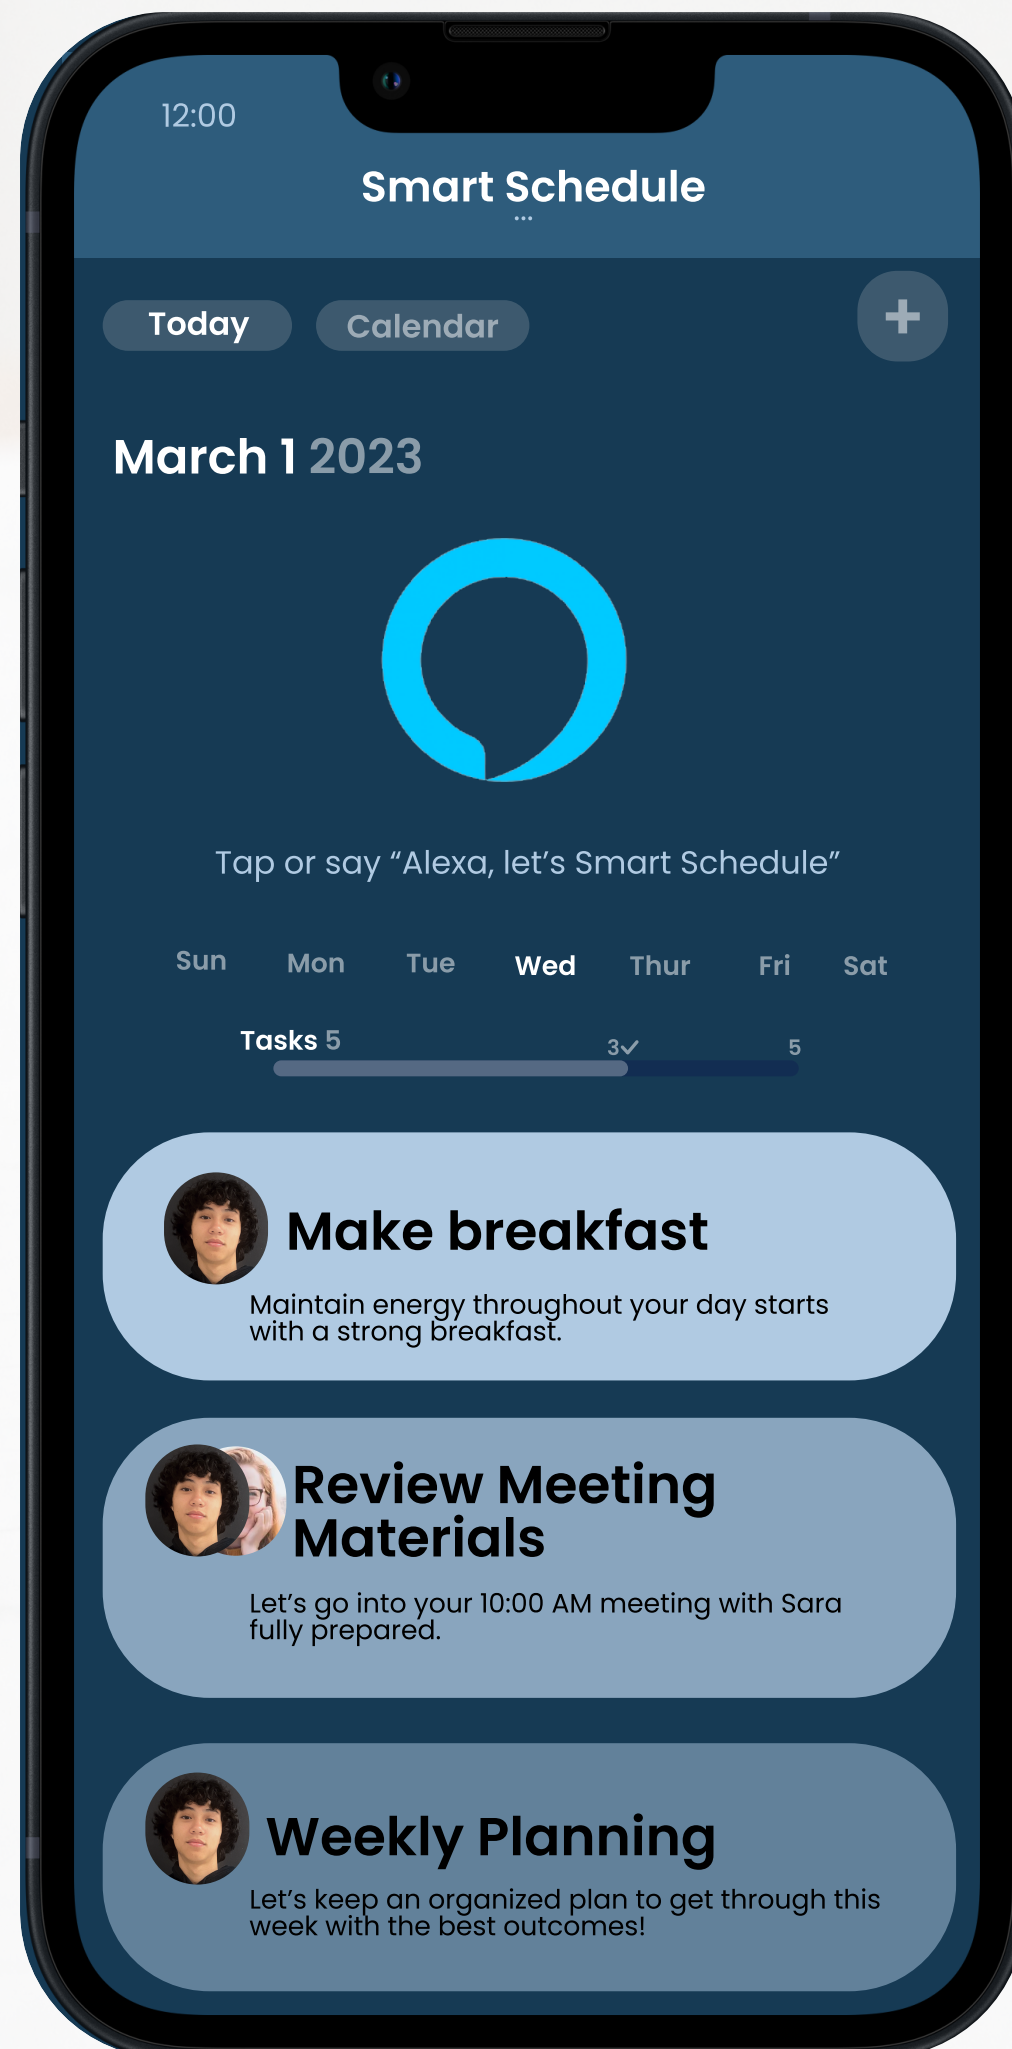 12:00
Smart Schedule
...
Today
Calendar
+
March 1 2023
Tap or say “Alexa, let’s Smart Schedule”
Sun Mon Tue Wed Thur Fri Sat
Tasks 5
3✓ 5
Make breakfast
Maintain energy throughout your day starts
with a strong breakfast.
Review Meeting
Materials
Let’s go into your 10:00 AM meeting with Sara
fully prepared.
Weekly Planning
Let’s keep an organized plan to get through this
week with the best outcomes!